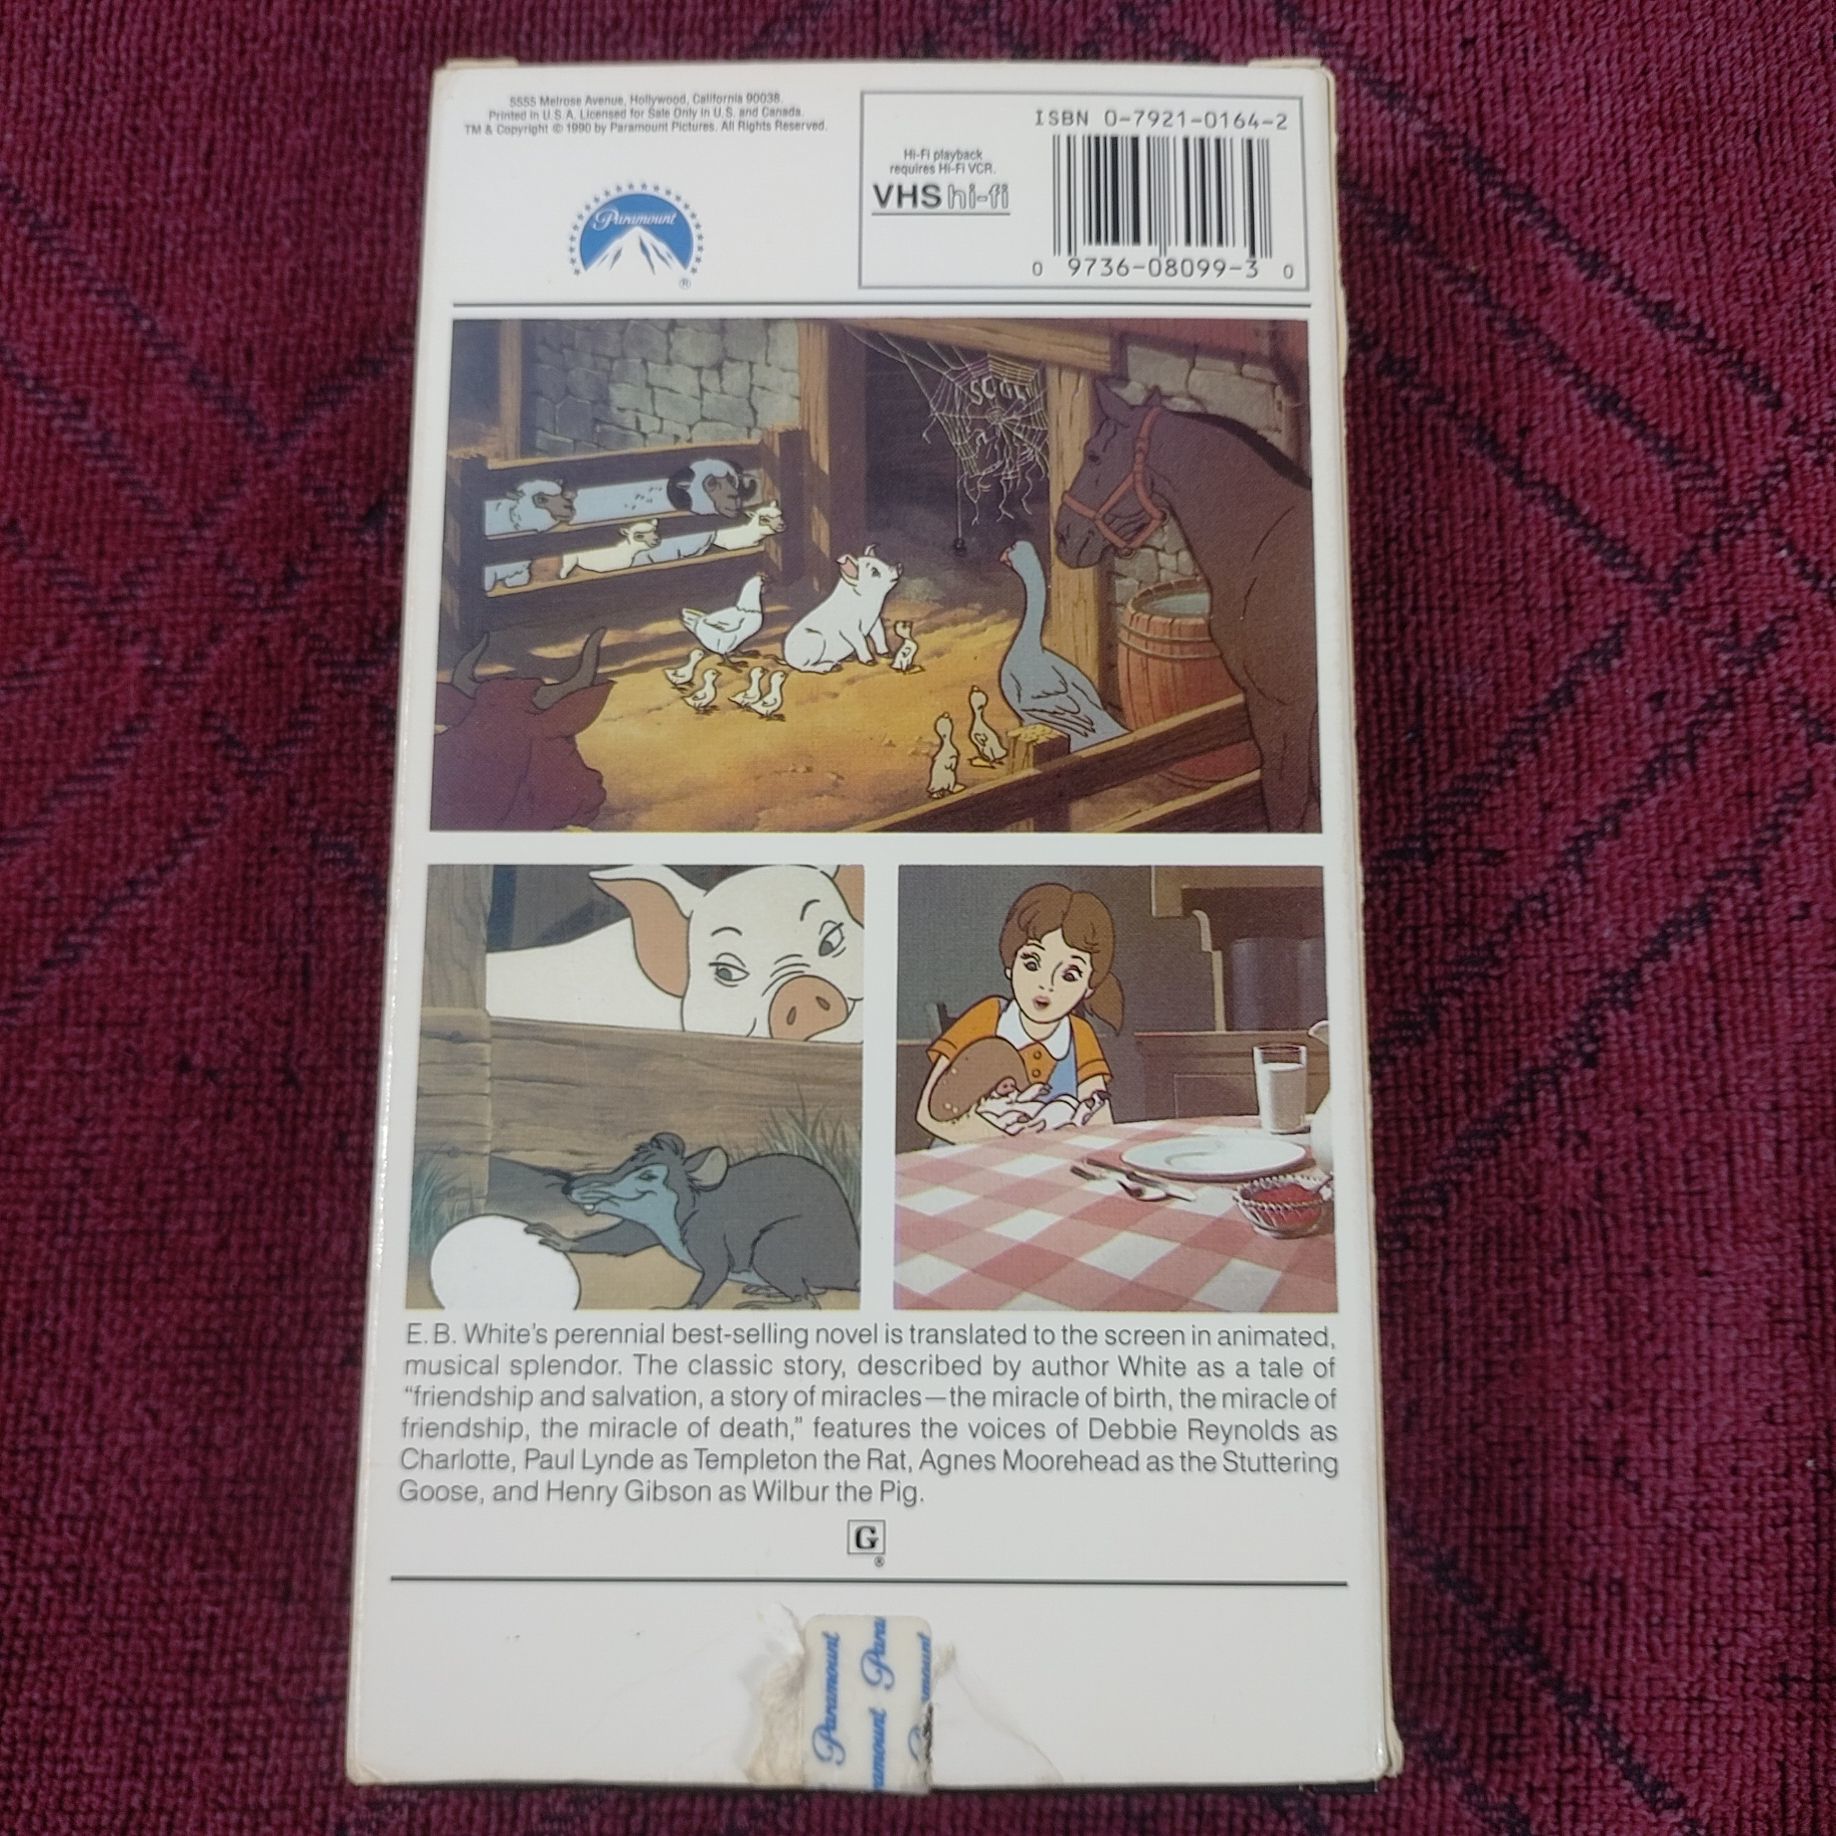 5555 Melrose Avenue, Hollywood, California 90038.
Printed in U.S.A. Licensed for Sale Only in U.S. and Canada.
TM & Copyright © 1990 by Paramount Pictures. All Rights Reserved.
Paramount
®
Hi-Fi playback
requires Hi-Fi VCR.
VHS hi-fi
ISBN 0-7921-0164-2
0 9736-08099-3 0
E. B. White's perennial best-selling novel is translated to the screen in animated,
musical splendor. The classic story, described by author White as a tale of
“friendship and salvation, a story of miracles—the miracle of birth, the miracle of
friendship, the miracle of death,” features the voices of Debbie Reynolds as
Charlotte, Paul Lynde as Templeton the Rat, Agnes Moorehead as the Stuttering
Goose, and Henry Gibson as Wilbur the Pig.
G
®
Paramount
Para
ramount
amount